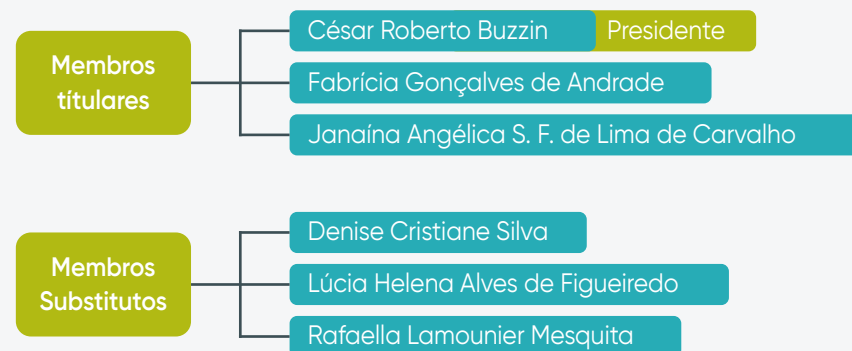 Membros
títulares
César Roberto Buzzin Presidente
Fabrícia Gonçalves de Andrade
Janaína Angélica S. F. de Lima de Carvalho
Membros
Substitutos
Denise Cristiane Silva
Lúcia Helena Alves de Figueiredo
Rafaella Lamounier Mesquita